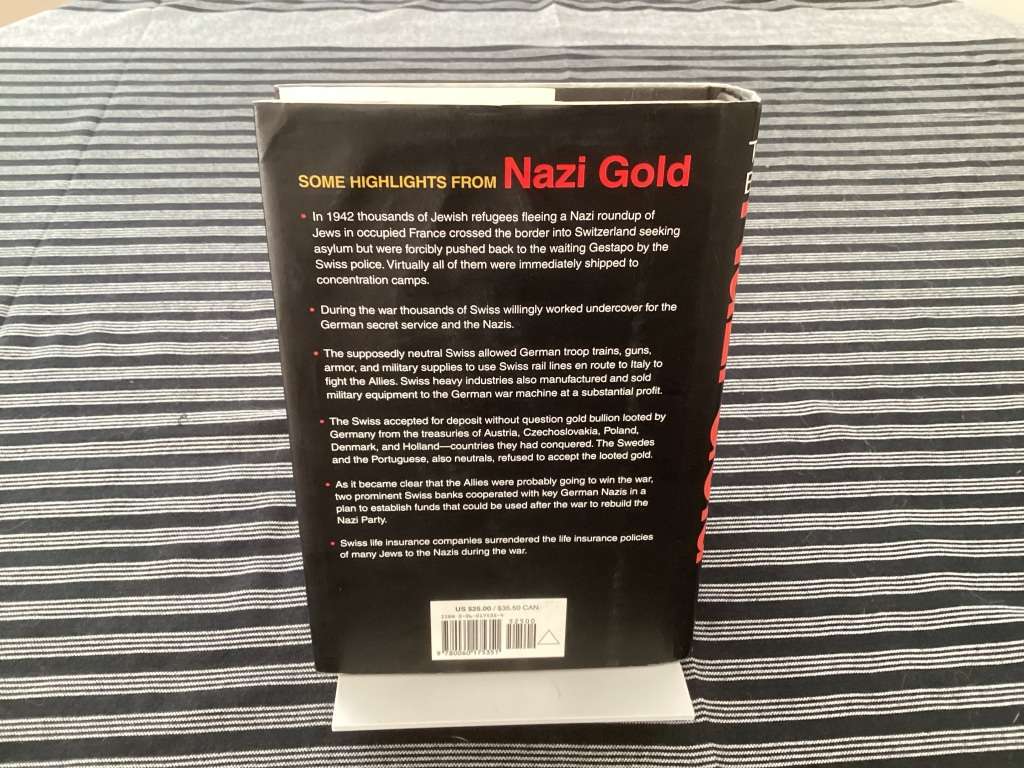 SOME HIGHLIGHTS FROM Nazi Gold
• In 1942 thousands of Jewish refugees fleeing a Nazi roundup of
Jews in occupied France crossed the border into Switzerland seeking
asylum but were forcibly pushed back to the waiting Gestapo by the
Swiss police. Virtually all of them were immediately shipped to
concentration camps.
• During the war thousands of Swiss willingly worked undercover for the
German secret service and the Nazis.
• The supposedly neutral Swiss allowed German troop trains, guns,
armor, and military supplies to use Swiss rail lines en route to Italy to
fight the Allies. Swiss heavy industries also manufactured and sold
military equipment to the German war machine at a substantial profit.
• The Swiss accepted for deposit without question gold bullion looted by
Germany from the treasuries of Austria, Czechoslovakia, Poland,
Denmark, and Holland—countries they had conquered. The Swedes
and the Portuguese, also neutrals, refused to accept the looted gold.
• As it became clear that the Allies were probably going to win the war,
two prominent Swiss banks cooperated with key German Nazis in a
plan to establish funds that could be used after the war to rebuild the
Nazi Party.
• Swiss life insurance companies surrendered the life insurance policies
of many Jews to the Nazis during the war.
US $25.00 / $35.50 CAN
ISBN